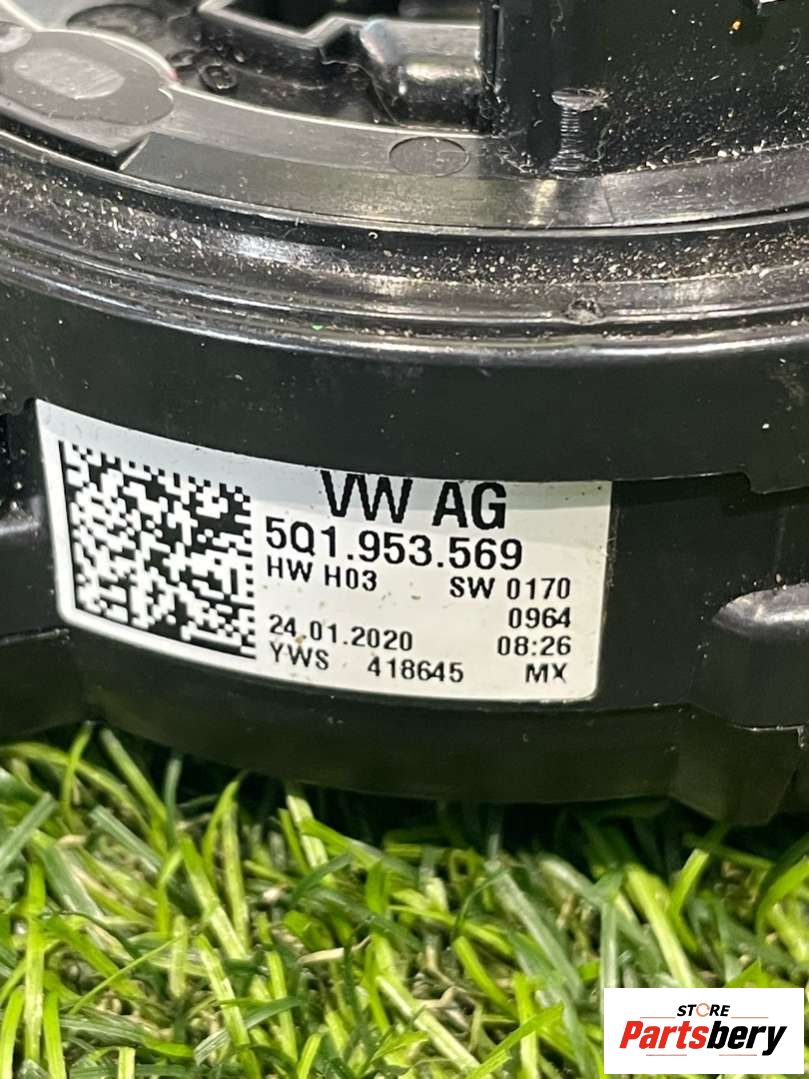 VW AG
5Q1.953.569
HW H03 SW 0170
0964
24.01.2020 08:26
YWS 418645 MX
STORE
Partsbery